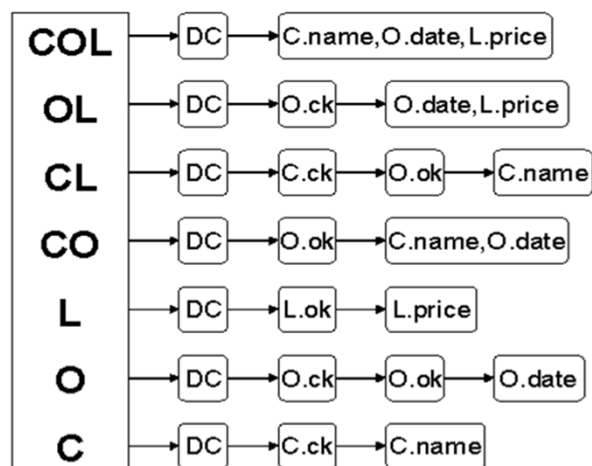 COL DC C.name,O.date,L.price
OL DC O.ck O.date,L.price
CL DC C.ck O.ok C.name
CO DC O.ok C.name,O.date
L DC L.ok L.price
O DC O.ck O.ok O.date
C DC C.ck C.name